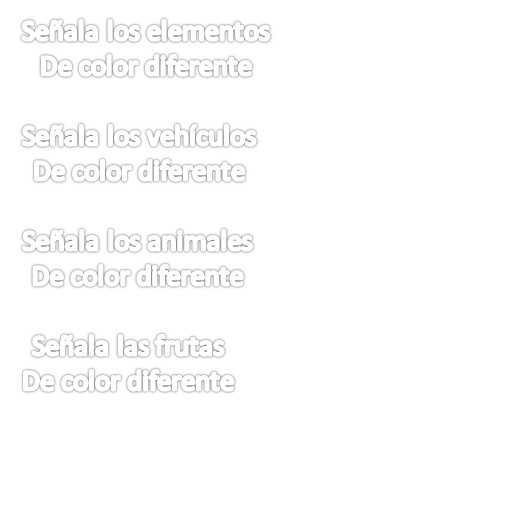 Señala los elementos
De color diferente
Señala los vehículos
De color diferente
Señala los animales
De color diferente
Señala las frutas
De color diferente